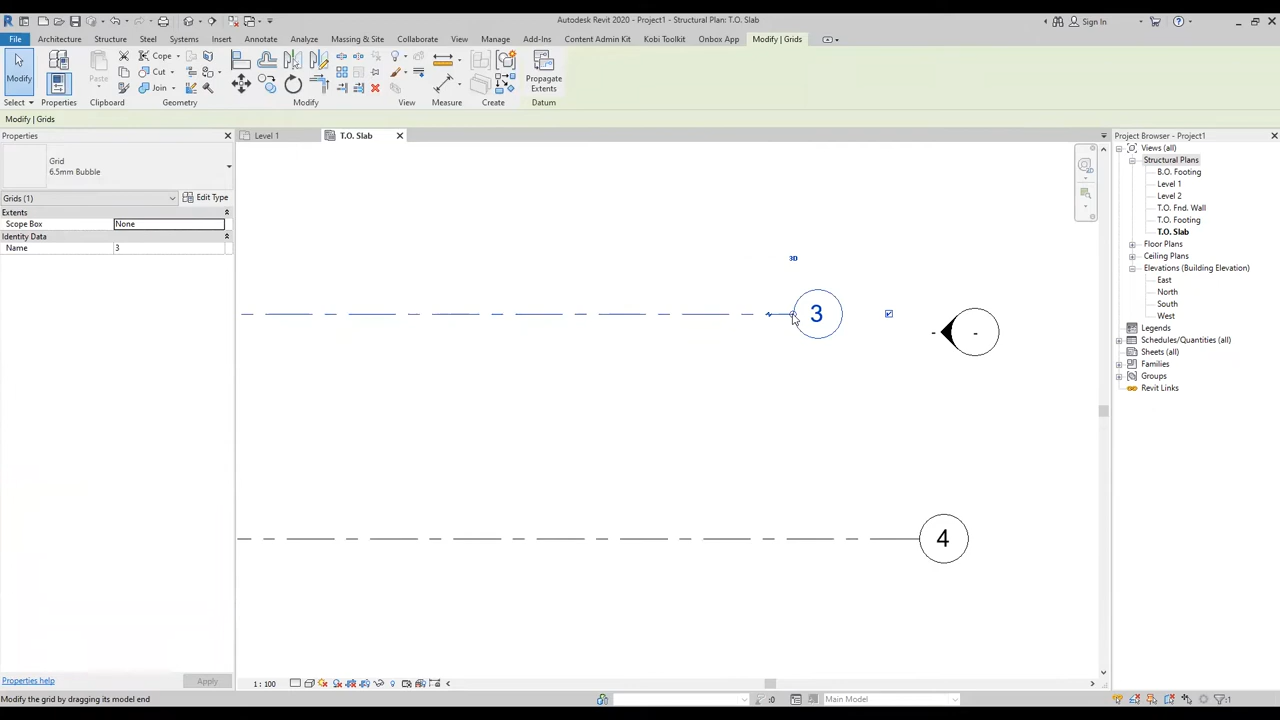 Autodesk Revit 2020 - Project1 - Structural Plan: T.O. Slab
Sign In
File Architecture Structure Steel Systems Insert Annotate Analyze Massing & Site Collaborate View Manage Add-Ins Content Admin Kit Kobi Toolkit Onbox App Modify | Grids
Modify Paste Cope Cut Join Propagate Extents
Select Properties Clipboard Geometry Modify View Measure Create Datum
Modify | Grids
Properties
Level 1
T.O. Slab
Project Browser - Project1
Grid
6.5mm Bubble
Grids (1)
Edit Type
Extents
Scope Box None
Identity Data
Name 3
Views (all)
Structural Plans
B.O. Footing
Level 1
Level 2
T.O. Fnd. Wall
T.O. Footing
T.O. Slab
Floor Plans
Ceiling Plans
Elevations (Building Elevation)
East
North
South
West
Legends
Schedules/Quantities (all)
Sheets (all)
Families
Groups
Revit Links
2D
3D
3
- -
4
Properties help
Apply
1 : 100
Modify the grid by dragging its model end
:0
Main Model
:1